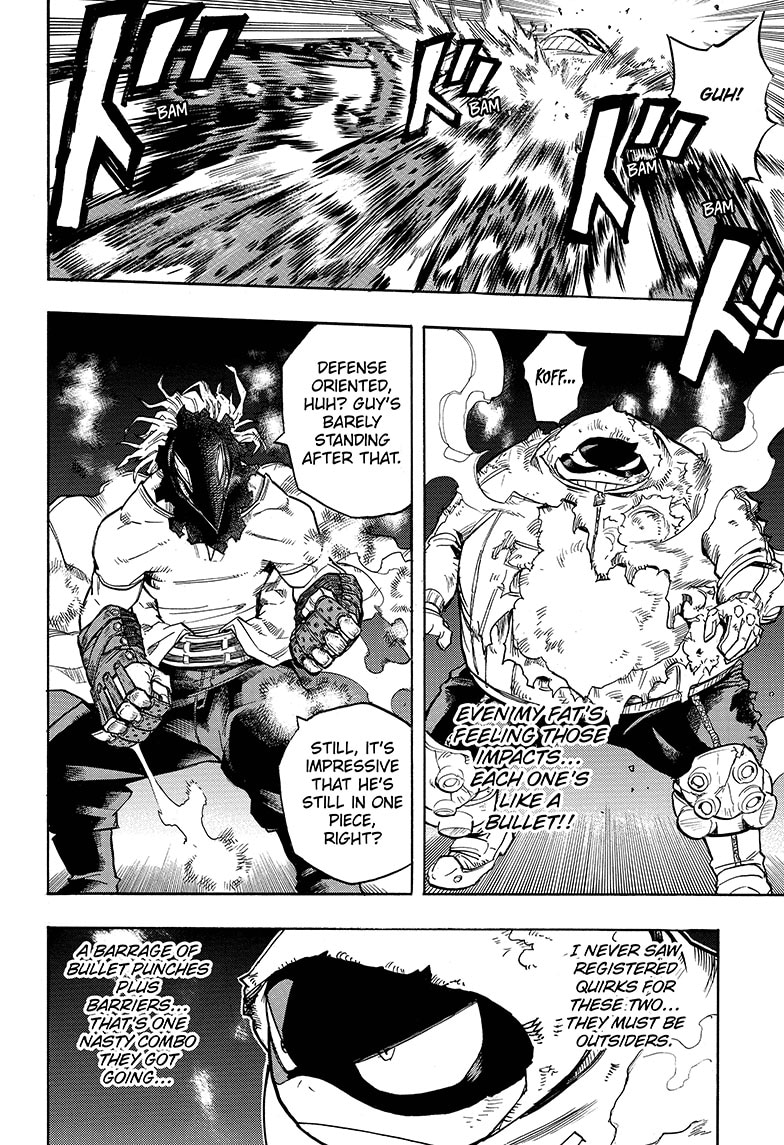 GUH!
ド
BAM
ド
BAM
ド
BAM
ド
BAM
KOFF...
EVEN MY FAT'S
FEELING THOSE
IMPACTS...
EACH ONE'S
LIKE A
BULLET!!
DEFENSE
ORIENTED,
HUH? GUY'S
BARELY
STANDING
AFTER THAT.
STILL, IT'S
IMPRESSIVE
THAT HE'S
STILL IN ONE
PIECE,
RIGHT?
I NEVER SAW
REGISTERED
QUIRKS FOR
THESE TWO...
THEY MUST BE
OUTSIDERS.
A BARRAGE OF
BULLET PUNCHES
PLUS
BARRIERS...
THAT'S ONE
NASTY COMBO
THEY GOT
GOING...